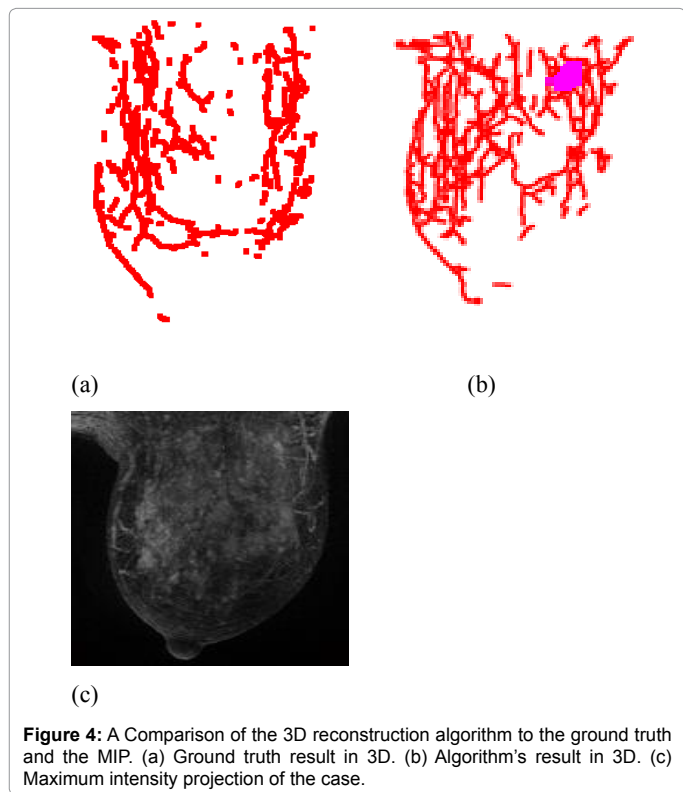 (a)
(b)
(c)
Figure 4: A Comparison of the 3D reconstruction algorithm to the ground truth
and the MIP. (a) Ground truth result in 3D. (b) Algorithm's result in 3D. (c)
Maximum intensity projection of the case.